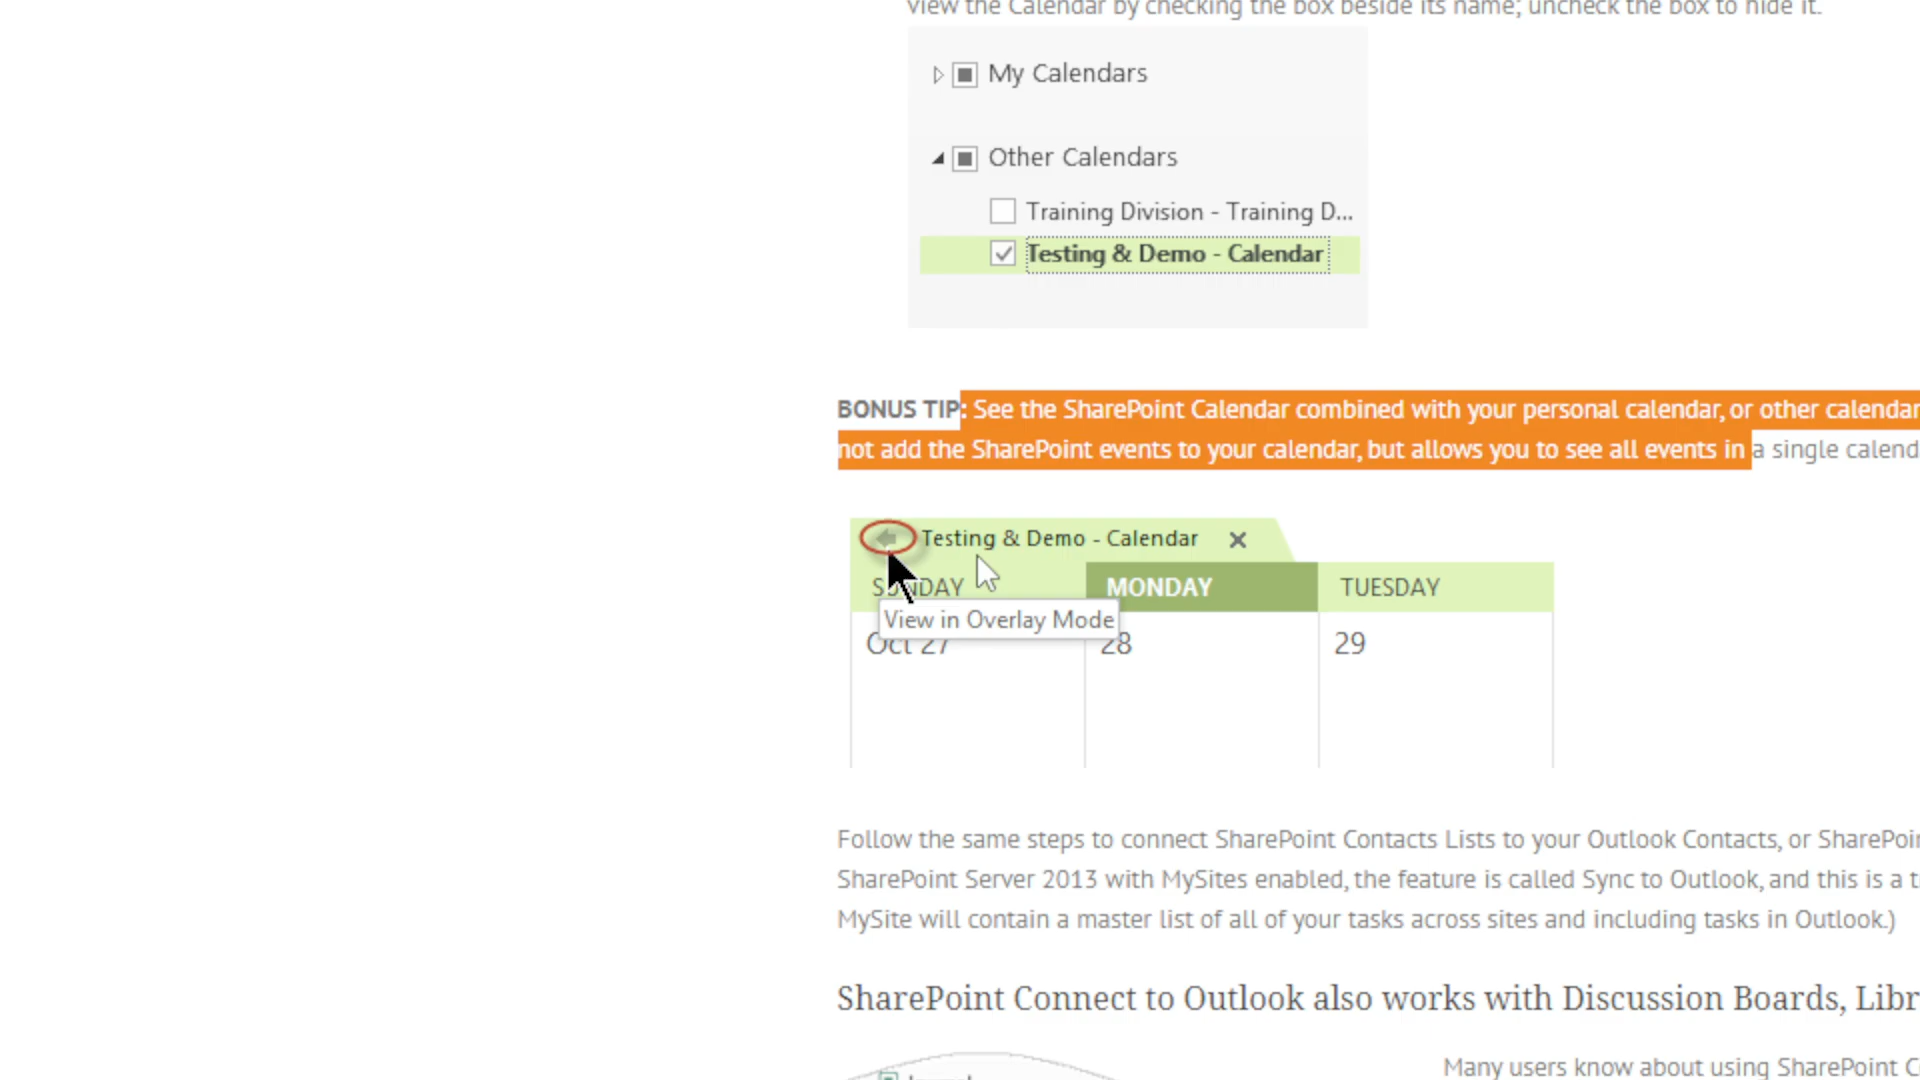 view the Calendar by checking the box beside its name; uncheck the box to hide it.
My Calendars
Other Calendars
Training Division - Training D...
Testing & Demo - Calendar
BONUS TIP: See the SharePoint Calendar combined with your personal calendar, or other calendar
not add the SharePoint events to your calendar, but allows you to see all events in a single calend
Testing & Demo - Calendar
SUNDAY MONDAY TUESDAY
View in Overlay Mode
Oct 27 28 29
Follow the same steps to connect SharePoint Contacts Lists to your Outlook Contacts, or SharePoin
SharePoint Server 2013 with MySites enabled, the feature is called Sync to Outlook, and this is a t
MySite will contain a master list of all of your tasks across sites and including tasks in Outlook.)
SharePoint Connect to Outlook also works with Discussion Boards, Libr
Many users know about using SharePoint C